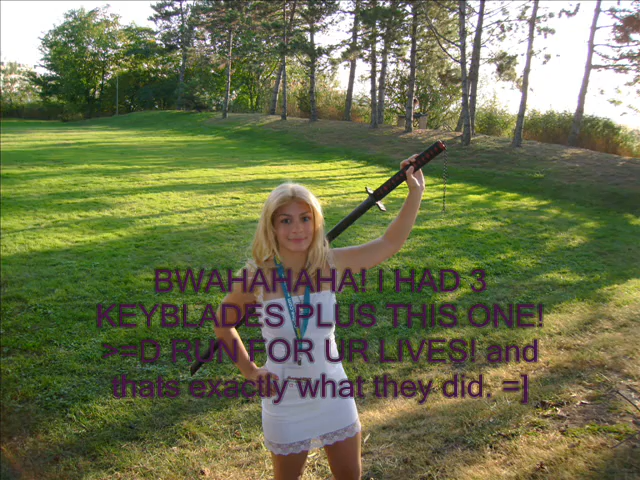 BWAHAHAHA! I HAD 3
KEYBLADES PLUS THIS ONE!
>=D RUN FOR UR LIVES! and
thats exactly what they did. =]